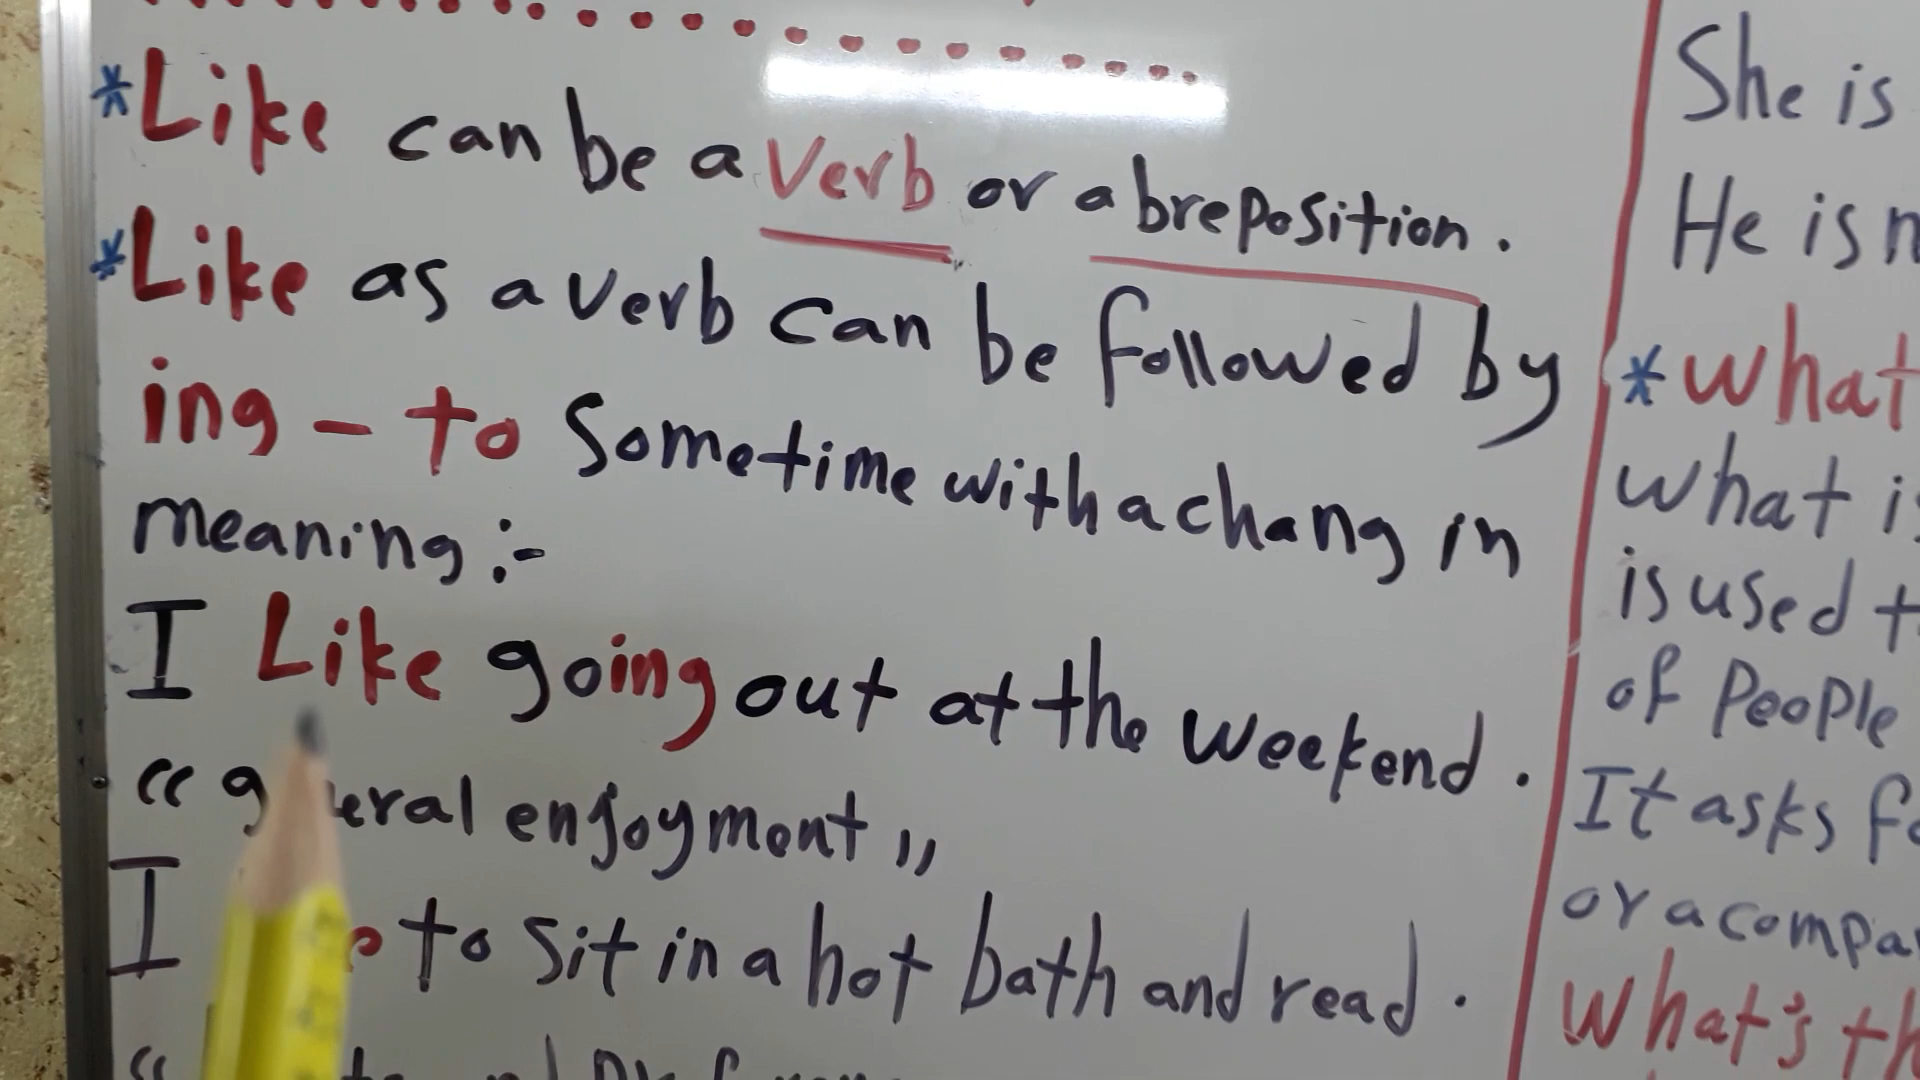 *Like can be a verb or a breposition.
*Like as a verb can be followed by
ing - to Sometime with a chang in
meaning :-
I Like going out at the weekend.
"general enjoyment"
I to Sit in a hot bath and read.
She is
He is
*what
what
is used
of People
It asks
or a
what's